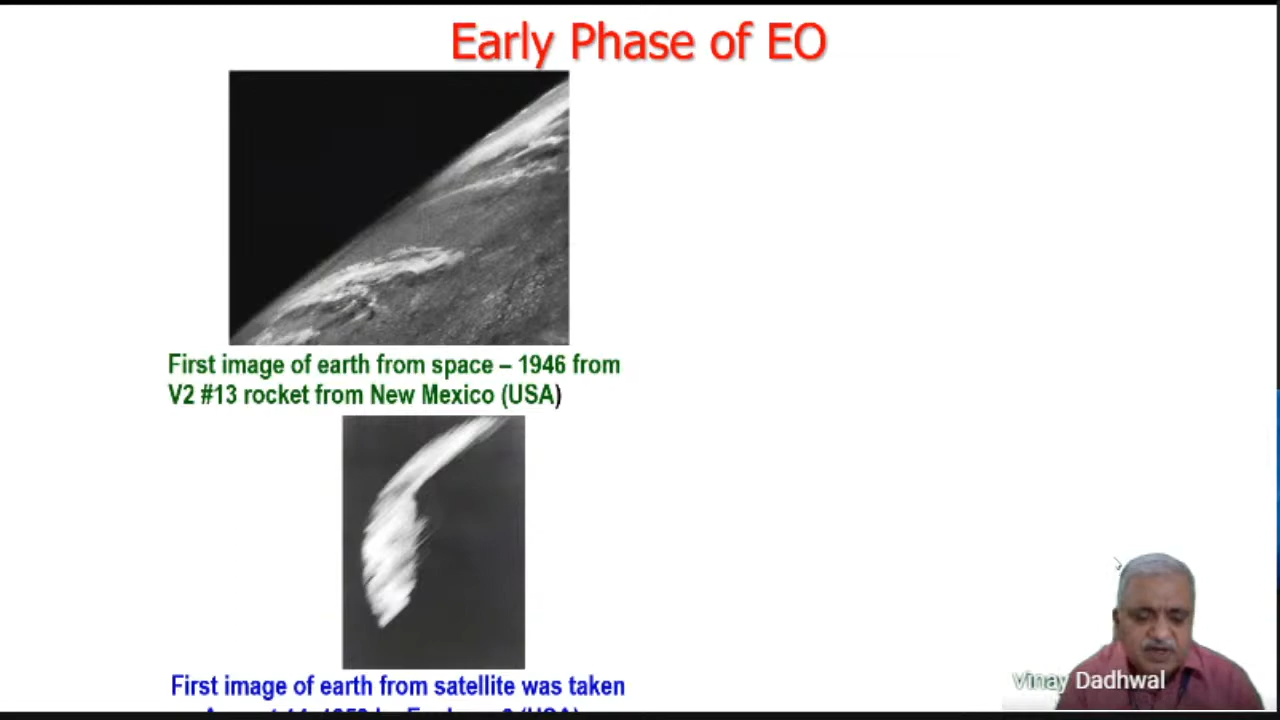 Early Phase of EO
First image of earth from space – 1946 from
V2 #13 rocket from New Mexico (USA)
First image of earth from satellite was taken
(USA)
Vinay Dadhwal